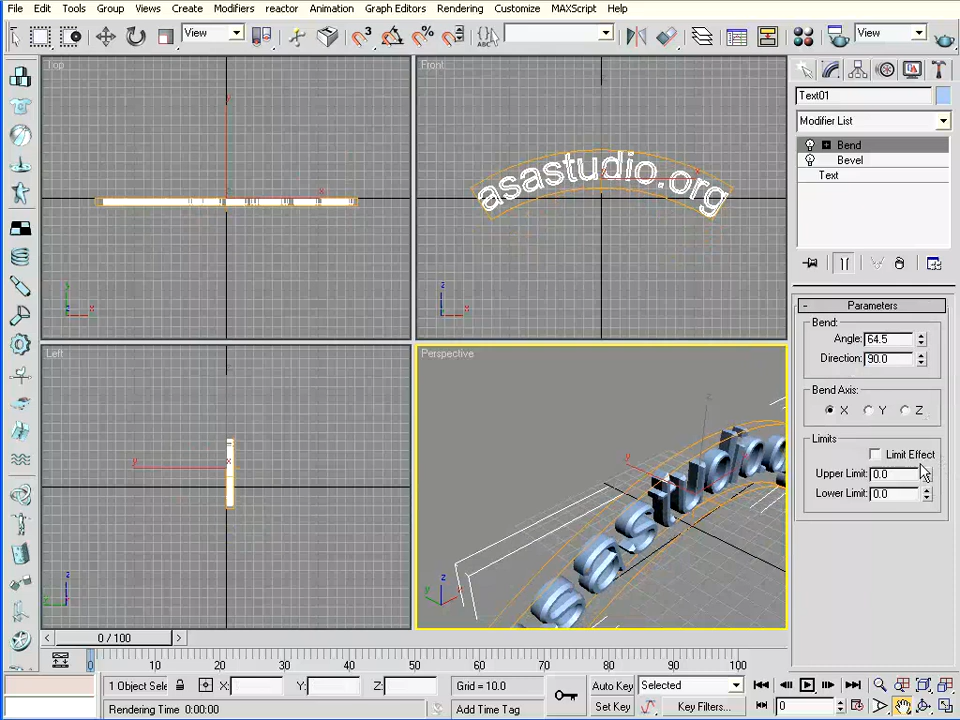 File Edit Tools Group Views Create Modifiers reactor Animation Graph Editors Rendering Customize MAXScript Help
View 3 % ABC View
Top
Front
asastudio.org
Left
Perspective
Text01
Modifier List
Bend
Bevel
Text
Parameters
Bend:
Angle: 64.5
Direction: 90.0
Bend Axis:
X Y Z
Limits
Limit Effect
Upper Limit: 0.0
Lower Limit: 0.0
0 / 100
0 10 20 30 40 50 60 70 80 90 100
1 Object Sele X: Y: Z: Grid = 10.0 Auto Key Selected
Rendering Time 0:00:00 Add Time Tag Set Key Key Filters... 0